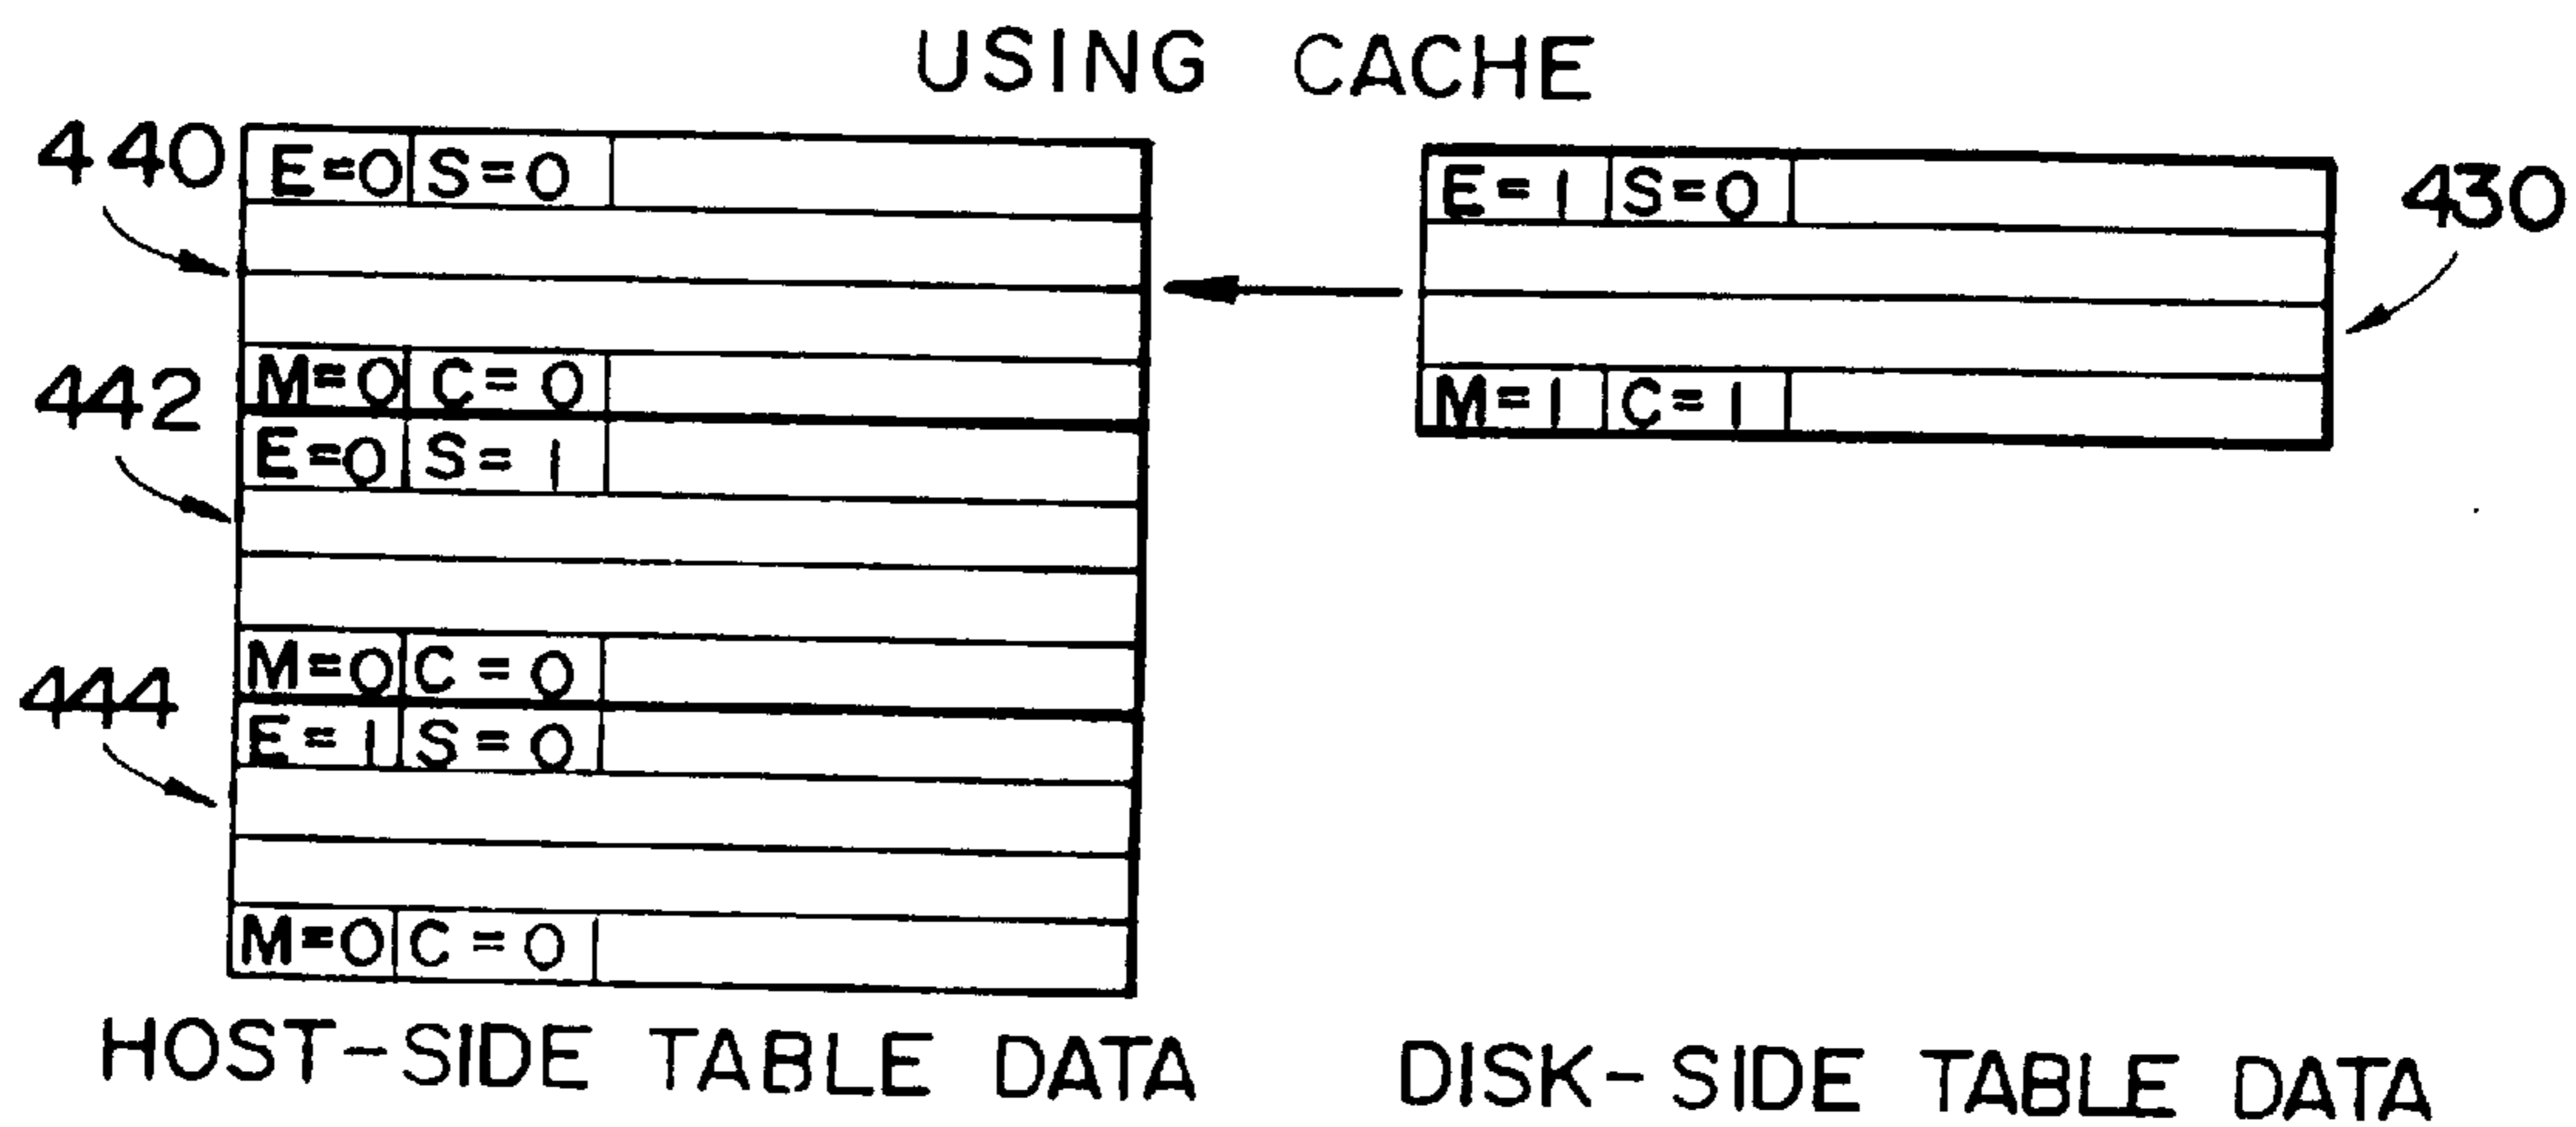 USING CACHE
440
E=0 S=0
M=0 C=0
442
E=0 S=1
M=0 C=0
444
E=1 S=0
M=0 C=0
HOST-SIDE TABLE DATA
430
E=1 S=0
M=1 C=1
DISK-SIDE TABLE DATA